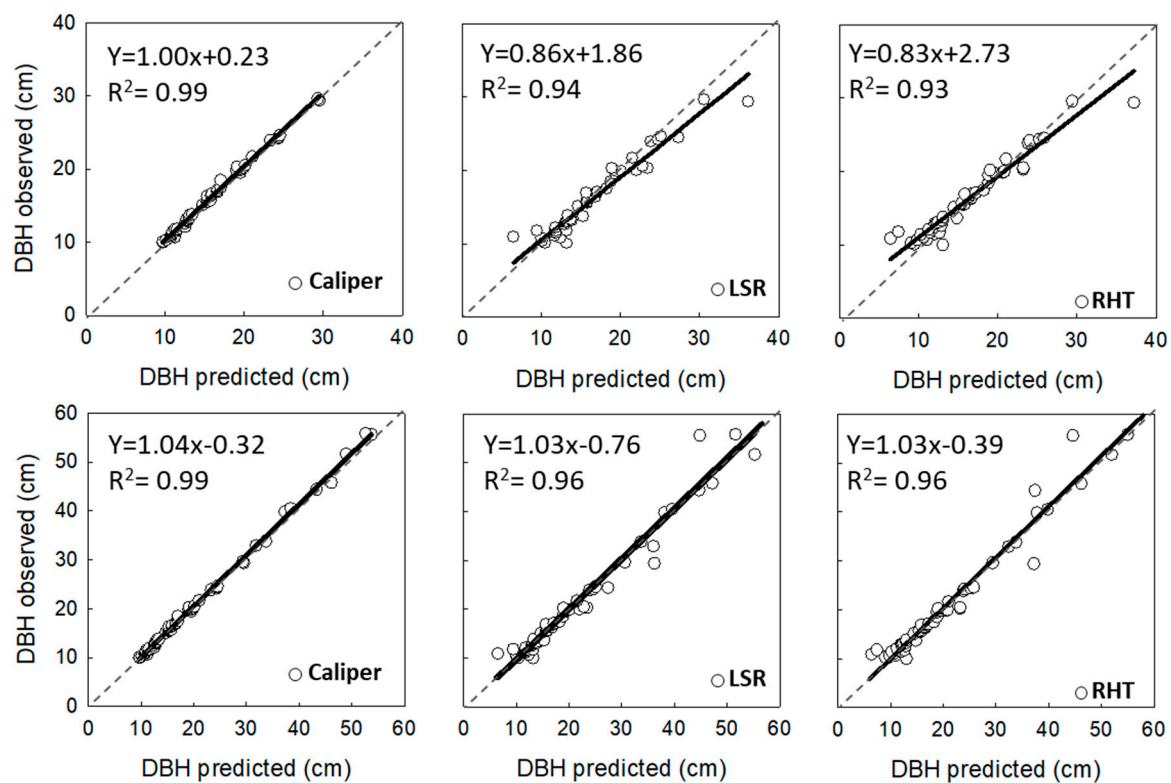 40
30
20
10
0
DBH observed (cm)
Y=1.00x+0.23
R²= 0.99
Caliper
0 10 20 30 40
DBH predicted (cm)
Y=0.86x+1.86
R²= 0.94
LSR
0 10 20 30 40
DBH predicted (cm)
Y=0.83x+2.73
R²= 0.93
RHT
0 10 20 30 40
DBH predicted (cm)
60
50
40
30
20
10
0
DBH observed (cm)
Y=1.04x-0.32
R²= 0.99
Caliper
0 10 20 30 40 50 60
DBH predicted (cm)
Y=1.03x-0.76
R²= 0.96
LSR
0 10 20 30 40 50 60
DBH predicted (cm)
Y=1.03x-0.39
R²= 0.96
RHT
0 10 20 30 40 50 60
DBH predicted (cm)